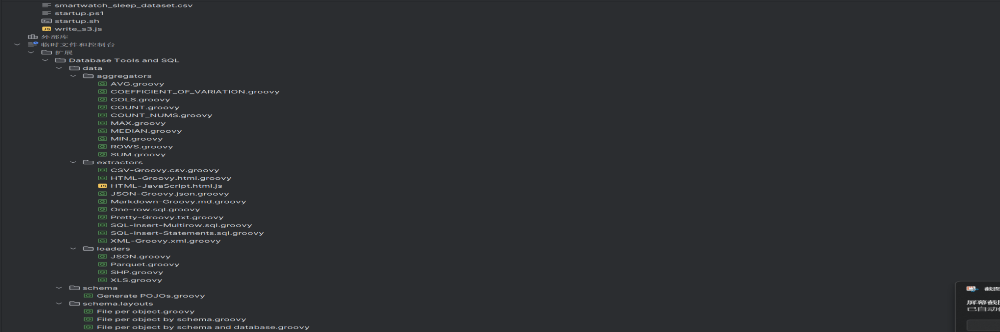 smartwatch_sleep_dataset.csv
startup.ps1
startup.sh
write_s3.js
外部库
临时文件和控制台
扩展
Database Tools and SQL
data
aggregators
AVG.groovy
COEFFICIENT_OF_VARIATION.groovy
COLS.groovy
COUNT.groovy
COUNT_NUMS.groovy
MAX.groovy
MEDIAN.groovy
MIN.groovy
ROWS.groovy
SUM.groovy
extractors
CSV-Groovy.csv.groovy
HTML-Groovy.html.groovy
HTML-JavaScript.html.js
JSON-Groovy.json.groovy
Markdown-Groovy.md.groovy
One-row.sql.groovy
Pretty-Groovy.txt.groovy
SQL-Insert-Multirow.sql.groovy
SQL-Insert-Statements.sql.groovy
XML-Groovy.xml.groovy
loaders
JSON.groovy
Parquet.groovy
SHP.groovy
XLS.groovy
schema
Generate POJOs.groovy
schema.layouts
File per object.groovy
File per object by schema.groovy
File per object by schema and database.groovy
截图
屏幕截
已自动